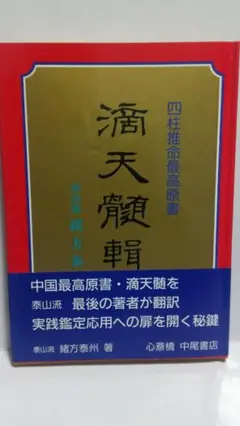 四柱推命最高原書
滴天髄輯
中国最高原書・滴天髄を
泰山流 最後の著者が翻訳
実践鑑定応用への扉を開く秘鍵
泰山流 緒方泰州 著 心斎橋 中尾書店